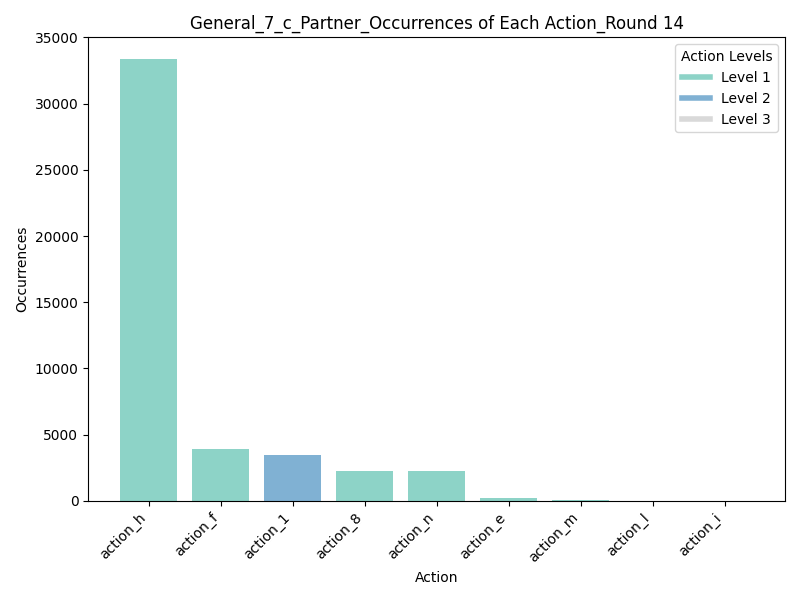 General_7_c_Partner_Occurrences of Each Action_Round 14
35000
30000
25000
20000
15000
10000
5000
0
Occurrences
Action Levels
Level 1
Level 2
Level 3
action_h
action_f
action_1
action_8
action_n
action_e
action_m
action_l
action_i
Action